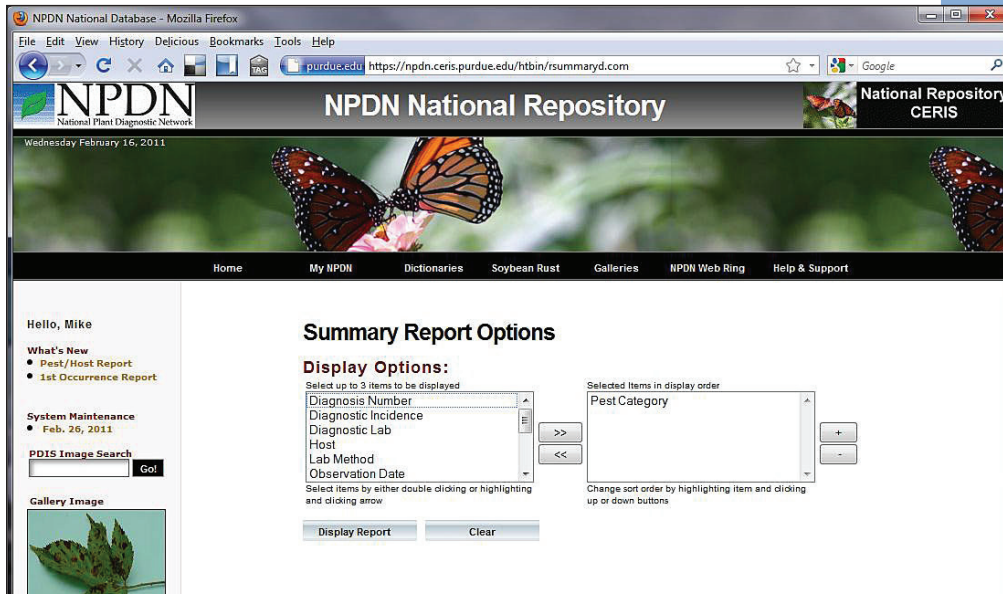 NPDN National Database - Mozilla Firefox
File Edit View History Delicious Bookmarks Tools Help
TAG purdue.edu https://npdn.ceris.purdue.edu/htbin/rsummaryd.com Google
NPDN
National Plant Diagnostic Network
NPDN National Repository
National Repository
CERIS
Wednesday February 16, 2011
Home My NPDN Dictionaries Soybean Rust Galleries NPDN Web Ring Help & Support
Hello, Mike
What's New
Pest/Host Report
1st Occurrence Report
System Maintenance
Feb. 26, 2011
PDIS Image Search
Go!
Gallery Image
Summary Report Options
Display Options:
Select up to 3 items to be displayed
Diagnosis Number
Diagnostic Incidence
Diagnostic Lab
Host
Lab Method
Observation Date
Select items by either double clicking or highlighting
and clicking arrow
>>
<<
Selected Items in display order
Pest Category
+
-
Change sort order by highlighting item and clicking
up or down buttons
Display Report Clear